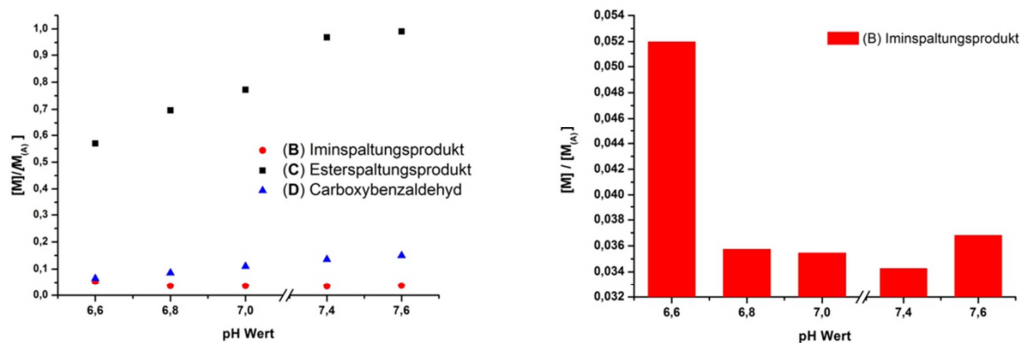 1,0
0,9
0,8
0,7
0,6
0,5
0,4
0,3
0,2
0,1
0,0
[M]/[M(A) ]
(B) Iminspaltungsprodukt
(C) Esterspaltungsprodukt
(D) Carboxybenzaldehyd
6,6 6,8 7,0 7,4 7,6
pH Wert
0,054
0,052
0,050
0,048
0,046
0,044
0,042
0,040
0,038
0,036
0,034
0,032
[M] / [M(A)]
(B) Iminspaltungsprodukt
6,6 6,8 7,0 7,4 7,6
pH Wert